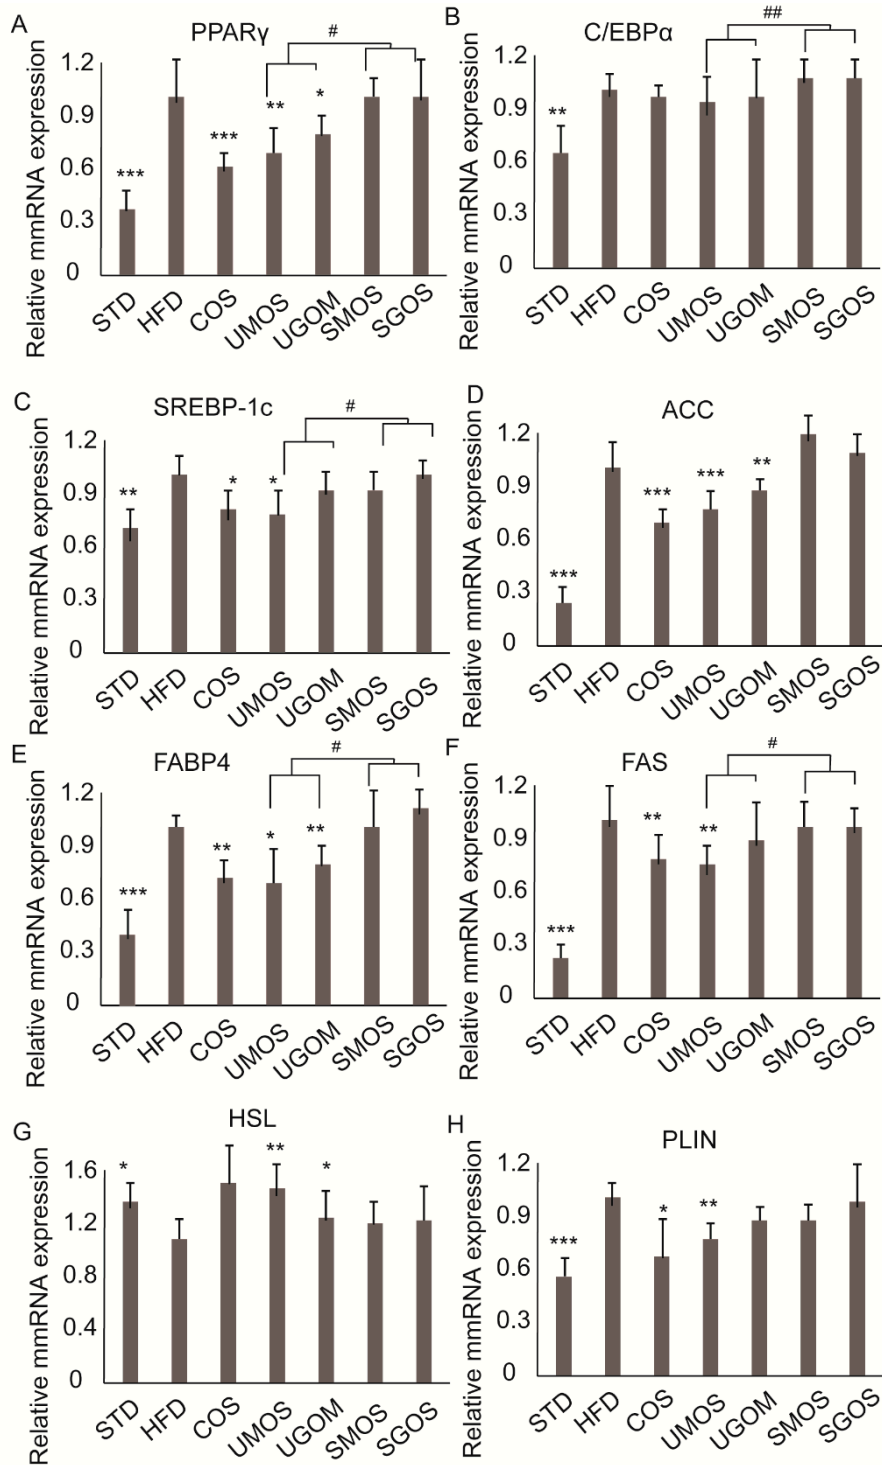 A
PPARγ
#
Relative mmRNA expression
1.2
0.9
0.6
0.3
0
***
***
**
*
STD
HFD
COS
UMOS
UGOM
SMOS
SGOS
B
C/EBPα
##
Relative mmRNA expression
1.2
0.9
0.6
0.3
0
**
STD
HFD
COS
UMOS
UGOM
SMOS
SGOS
C
SREBP-1c
#
Relative mmRNA expression
1.2
0.9
0.6
0.3
0
**
*
*
STD
HFD
COS
UMOS
UGOM
SMOS
SGOS
D
ACC
Relative mmRNA expression
1.2
0.9
0.6
0.3
0
***
***
***
**
STD
HFD
COS
UMOS
UGOM
SMOS
SGOS
E
FABP4
#
Relative mmRNA expression
1.2
0.9
0.6
0.3
0
***
**
*
**
STD
HFD
COS
UMOS
UGOM
SMOS
SGOS
F
FAS
#
Relative mmRNA expression
1.2
0.9
0.6
0.3
0
***
**
**
STD
HFD
COS
UMOS
UGOM
SMOS
SGOS
G
HSL
Relative mmRNA expression
1.6
1.2
0.8
1.4
0
*
**
*
STD
HFD
COS
UMOS
UGOM
SMOS
SGOS
H
PLIN
Relative mmRNA expression
1.2
0.9
0.6
0.3
0
***
*
**
STD
HFD
COS
UMOS
UGOM
SMOS
SGOS